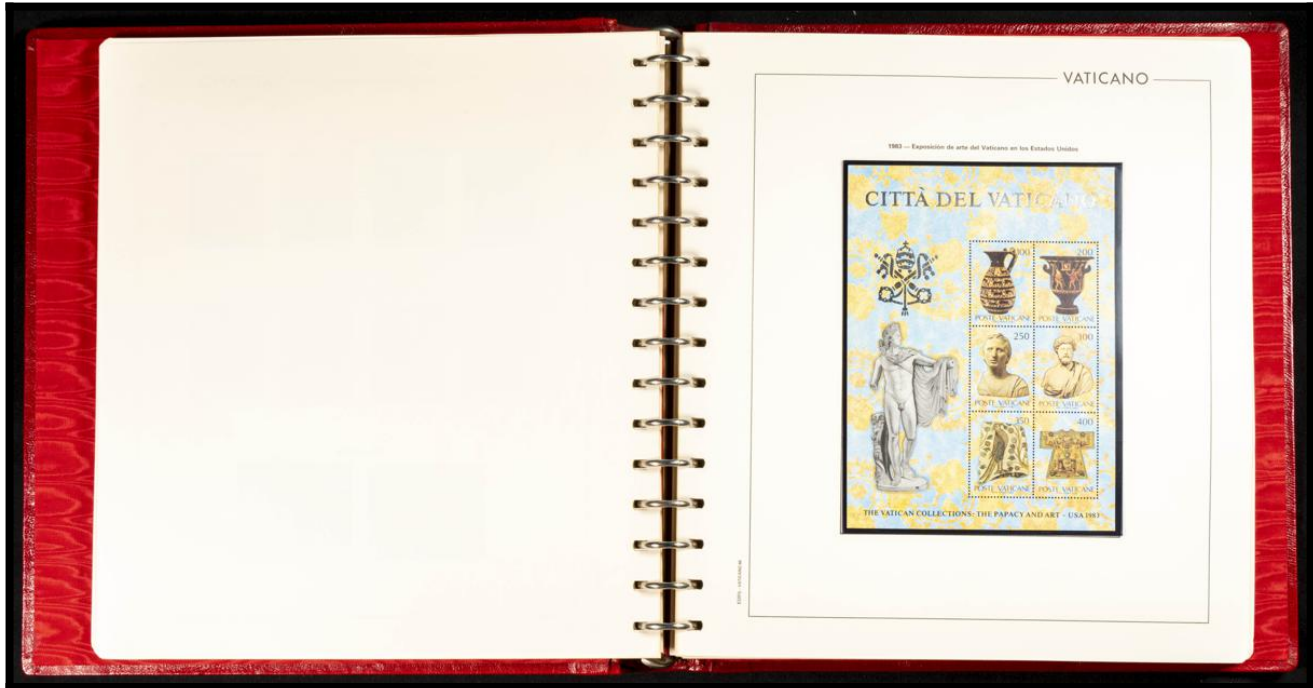 VATICANO
1983 — Exposición de arte del Vaticano en los Estados Unidos
CITTÀ DEL VATICANO
100
200
POSTE VATICANE
POSTE VATICANE
250
300
POSTE VATICANE
POSTE VATICANE
350
400
POSTE VATICANE
POSTE VATICANE
THE VATICAN COLLECTIONS: THE PAPACY AND ART - USA 1983